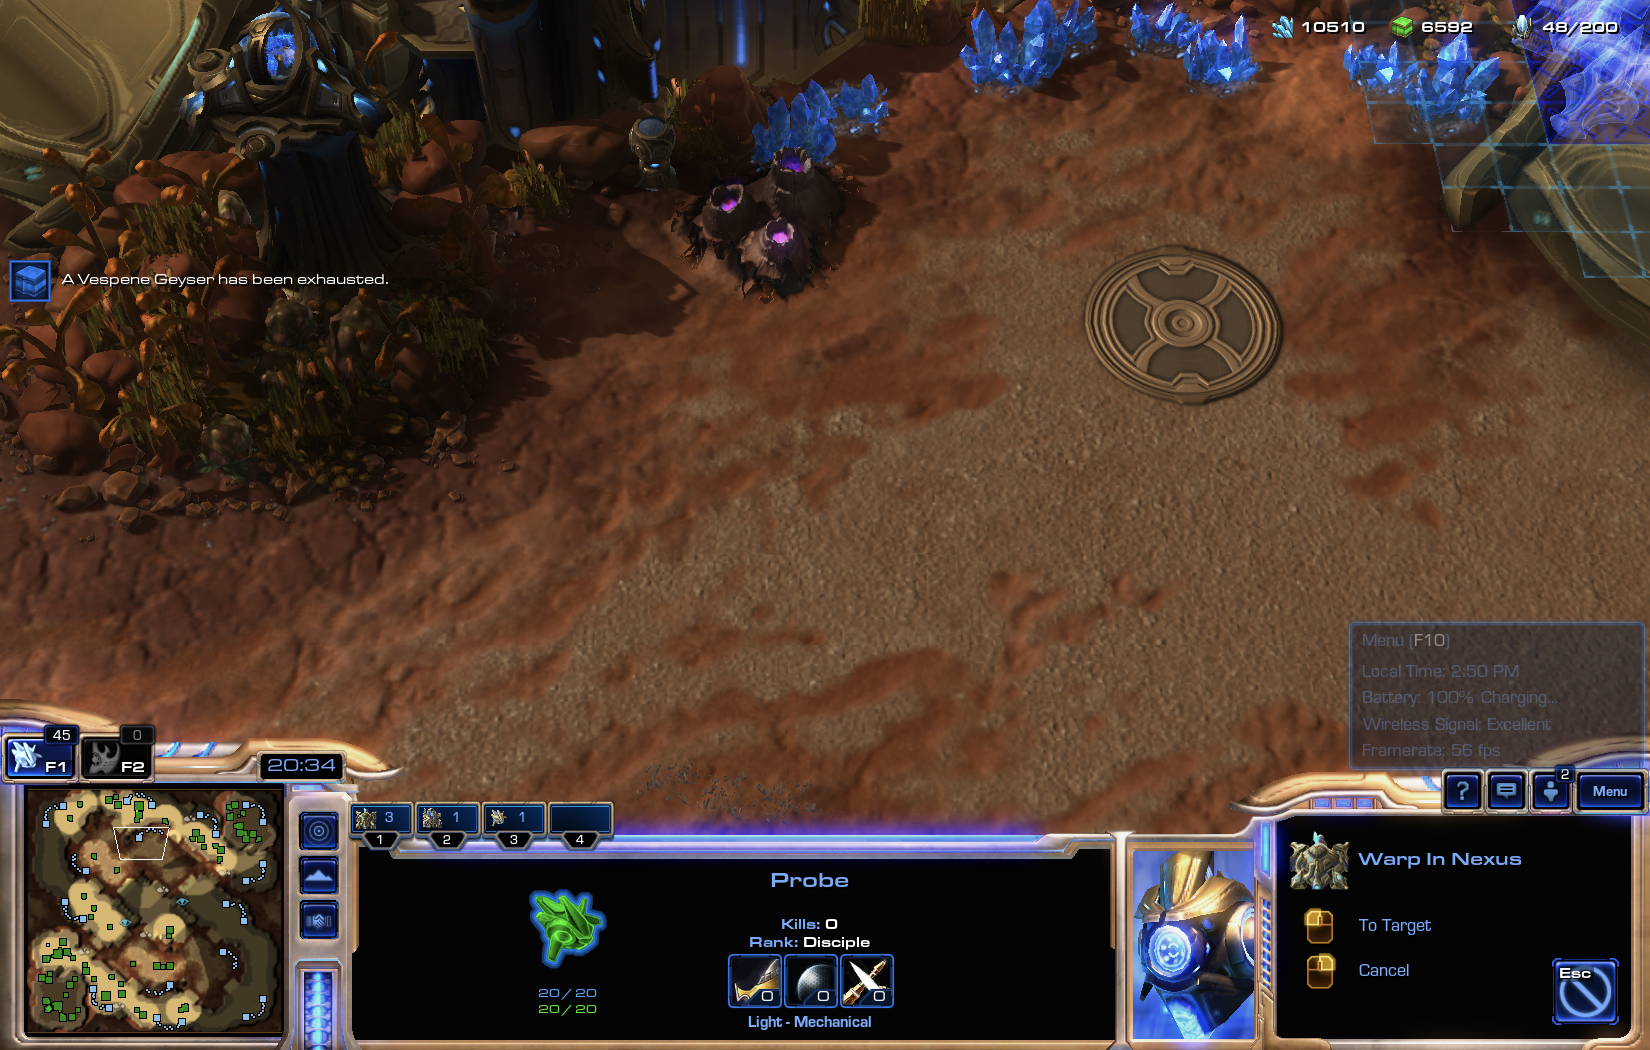 10510 6592 48/200
A Vespene Geyser has been exhausted.
Menu (F10)
Local Time: 2:50 PM
Battery: 100% Charging...
Wireless Signal: Excellent
Framerate: 56 fps
45 0
F1 F2
20:34
2
? Menu
3 1 1
1 2 3 4
Probe
Kills: 0
Rank: Disciple
0 0 0
20/20
20/20
Light - Mechanical
Warp In Nexus
To Target
Cancel
Esc